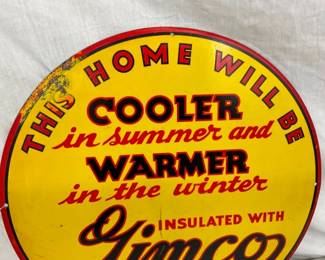 THIS HOME WILL BE
COOLER
in summer and
WARMER
in the winter
INSULATED WITH
Gimco